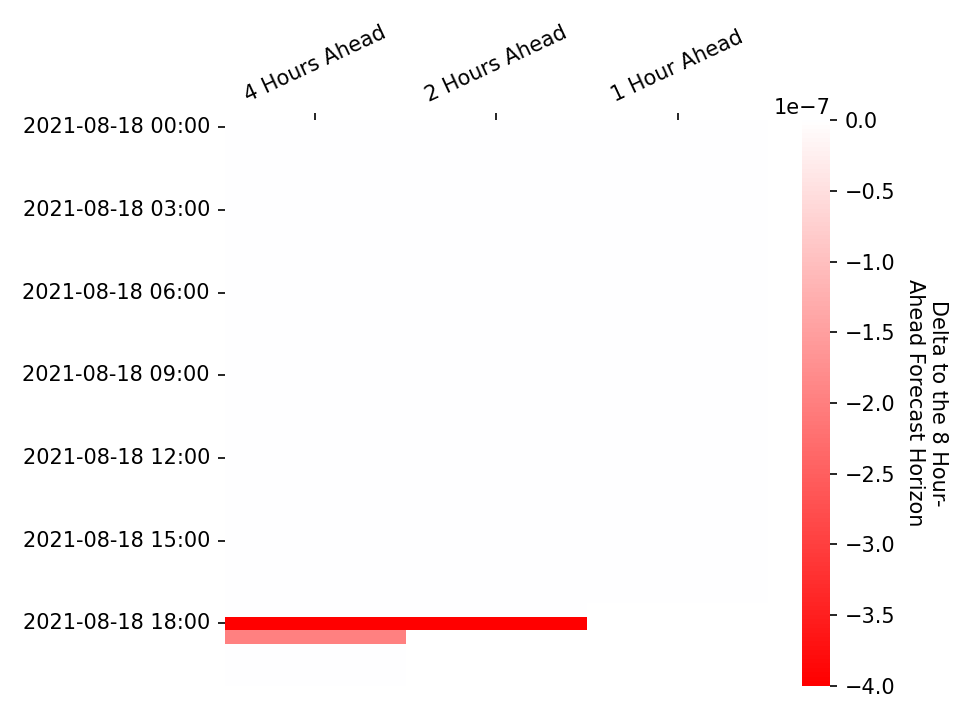 4 Hours Ahead
2 Hours Ahead
1 Hour Ahead
1e−7
2021-08-18 00:00
2021-08-18 03:00
2021-08-18 06:00
2021-08-18 09:00
2021-08-18 12:00
2021-08-18 15:00
2021-08-18 18:00
0.0
−0.5
−1.0
−1.5
−2.0
−2.5
−3.0
−3.5
−4.0
Delta to the 8 Hour-
Ahead Forecast Horizon